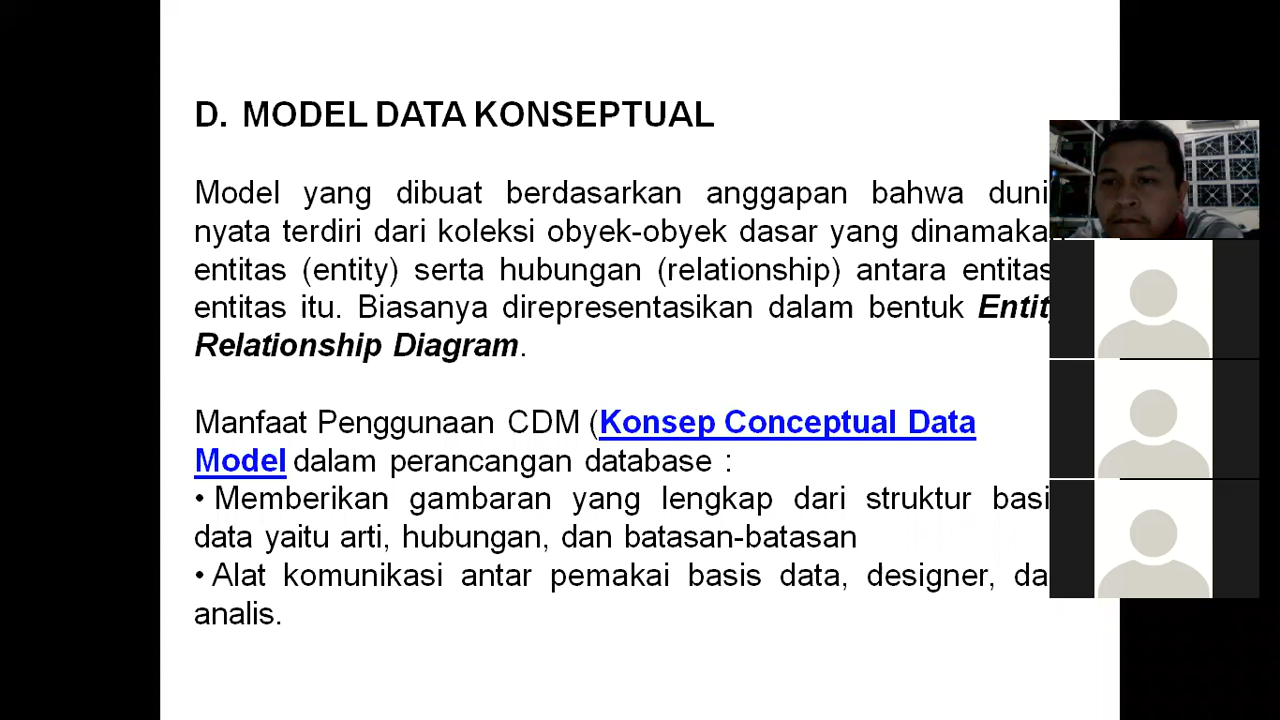 D. MODEL DATA KONSEPTUAL
Model yang dibuat berdasarkan anggapan bahwa duni
nyata terdiri dari koleksi obyek-obyek dasar yang dinamakan
entitas (entity) serta hubungan (relationship) antara entitas
entitas itu. Biasanya direpresentasikan dalam bentuk Entity
Relationship Diagram.
Manfaat Penggunaan CDM (Konsep Conceptual Data
Model dalam perancangan database :
• Memberikan gambaran yang lengkap dari struktur basi
data yaitu arti, hubungan, dan batasan-batasan
• Alat komunikasi antar pemakai basis data, designer, da
analis.